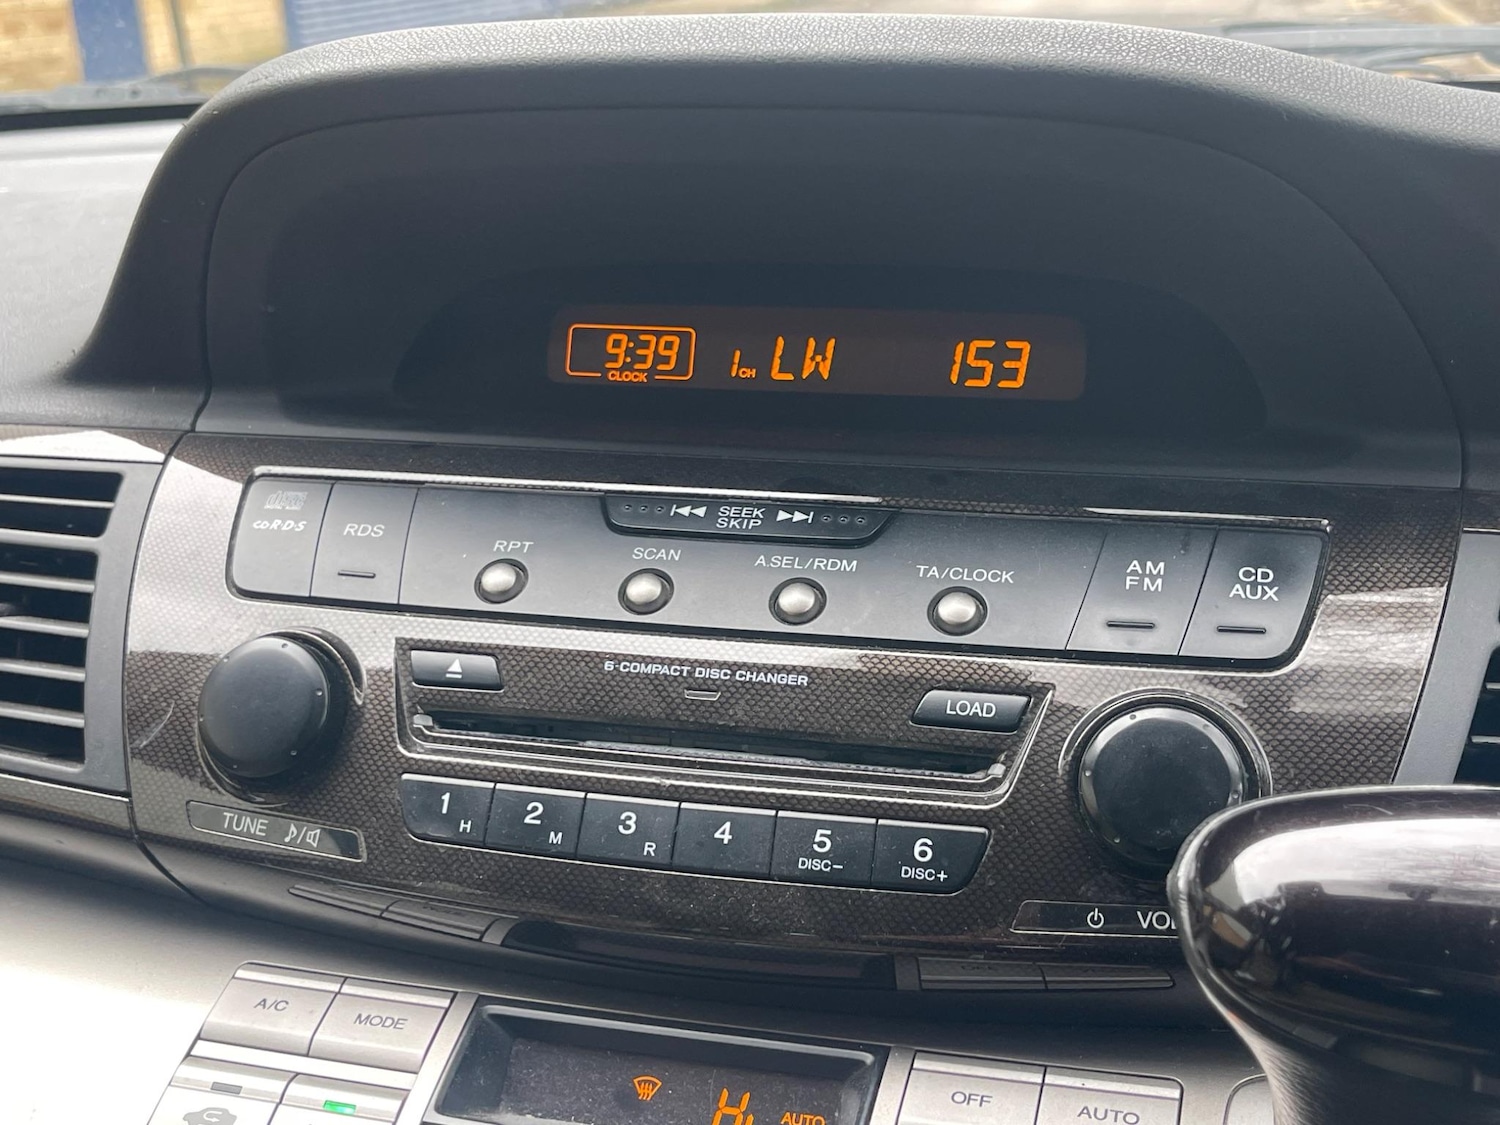 9:39
CLOCK
1CH LW 153
RDS
SEEK
SKIP
RPT
SCAN
A.SEL/RDM
TA/CLOCK
AM
FM
CD
AUX
6-COMPACT DISC CHANGER
LOAD
TUNE
1 H
2 M
3 R
4
5
DISC-
6
DISC+
A/C
MODE
Hi
AUTO
OFF
AUTO